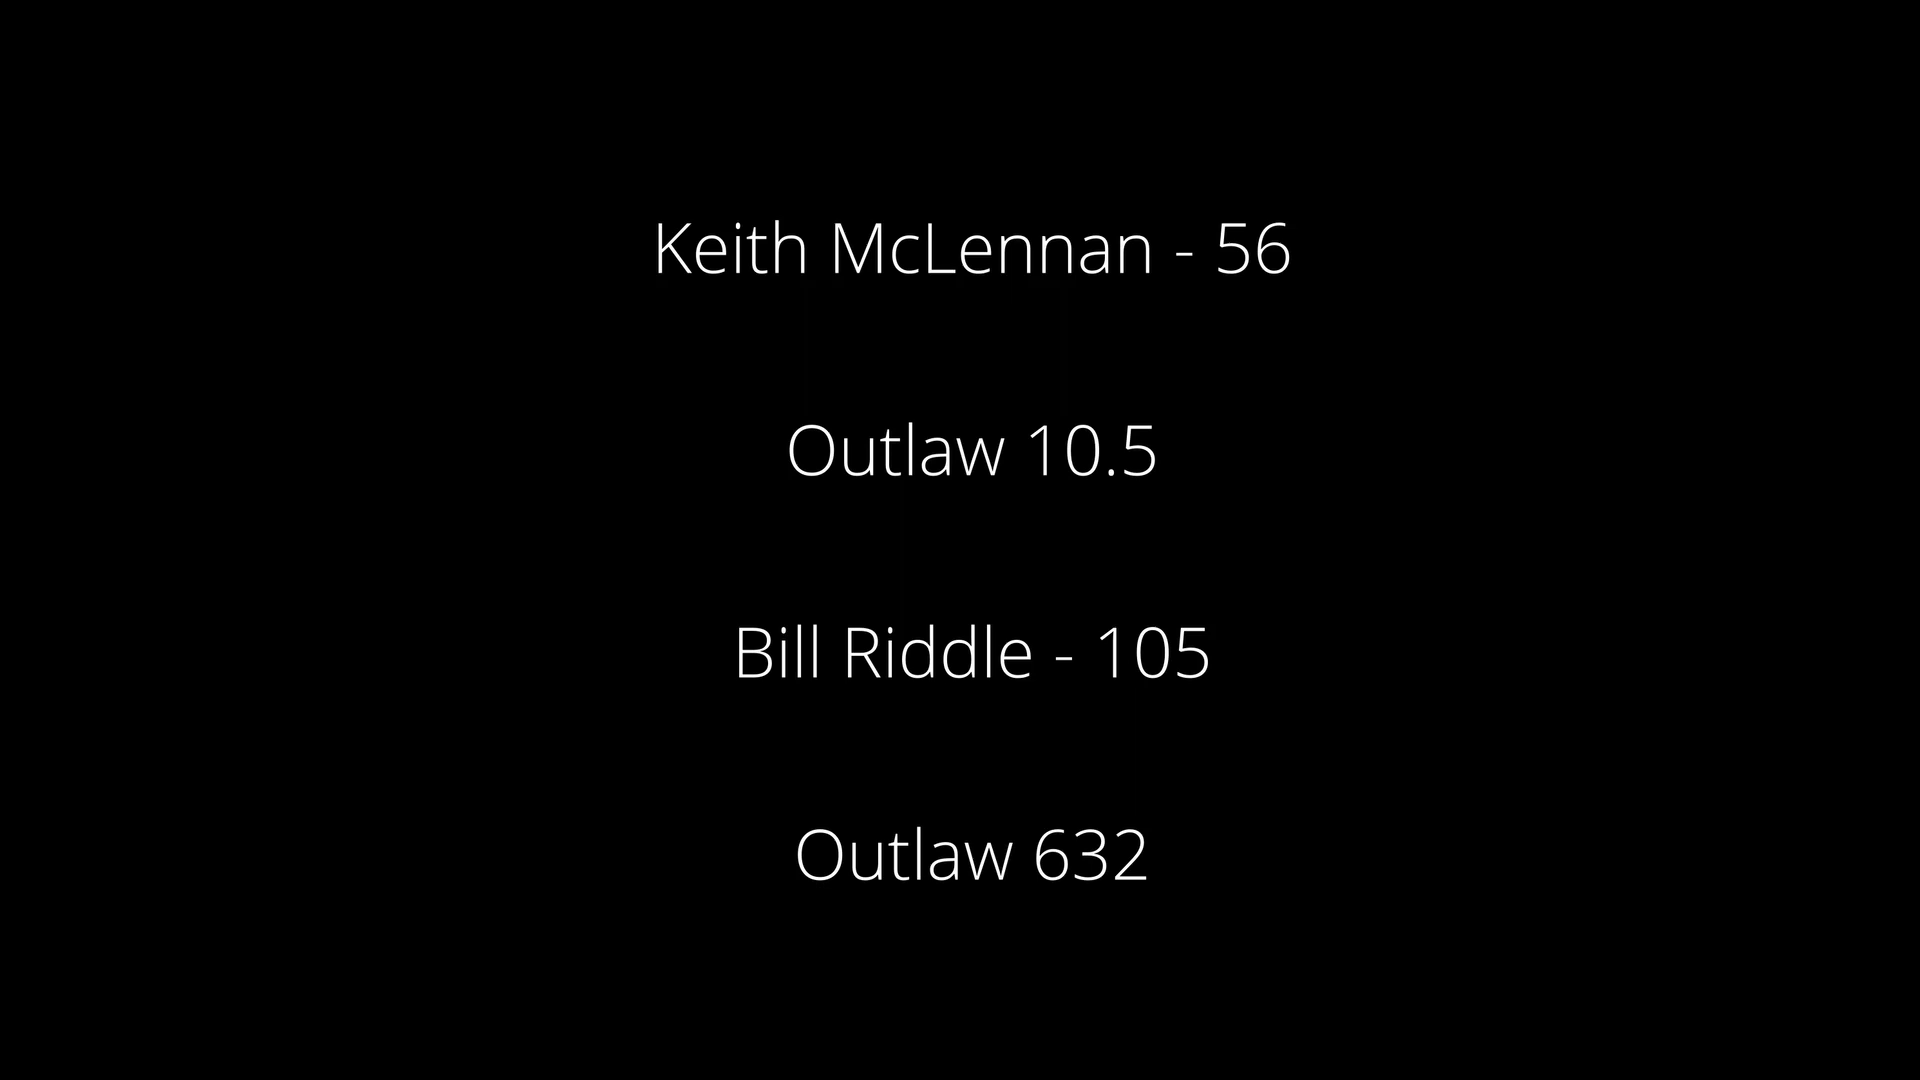 Keith McLennan - 56
Outlaw 10.5
Bill Riddle - 105
Outlaw 632